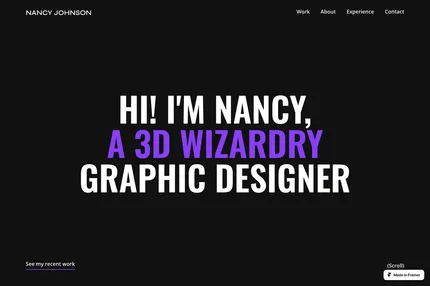 NANCY JOHNSON
Work About Experience Contact
HI! I'M NANCY,
A 3D WIZARDRY
GRAPHIC DESIGNER
See my recent work
(Scroll)
Made in Framer